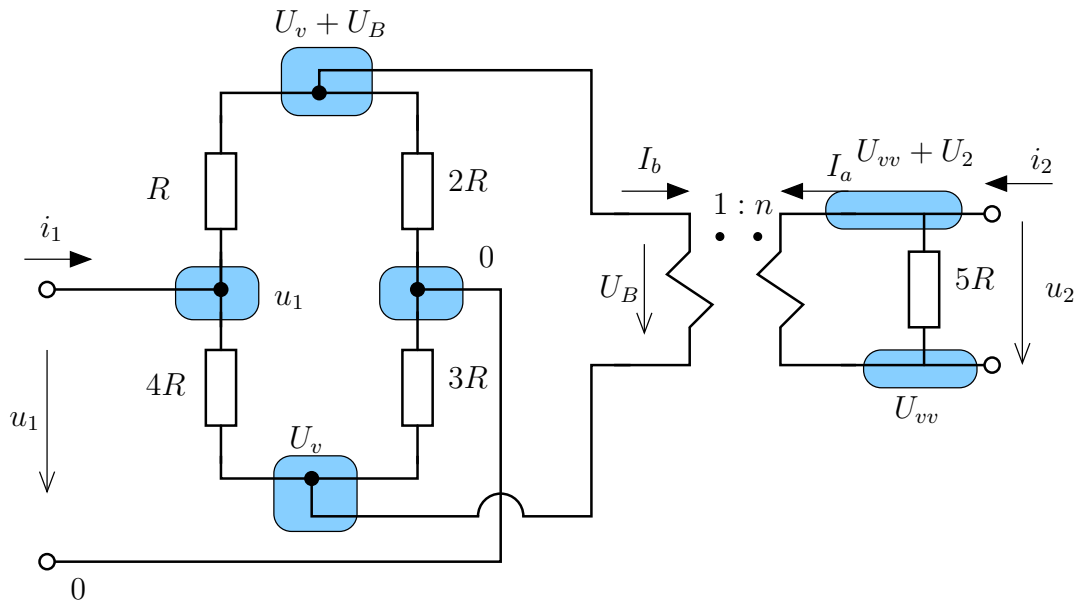 U_v + U_B
U_vv + U_2
I_b
I_a
i_2
R
2R
1 : n
i_1
0
u_1
U_B
5R
u_2
4R
3R
u_1
U_v
U_vv
0